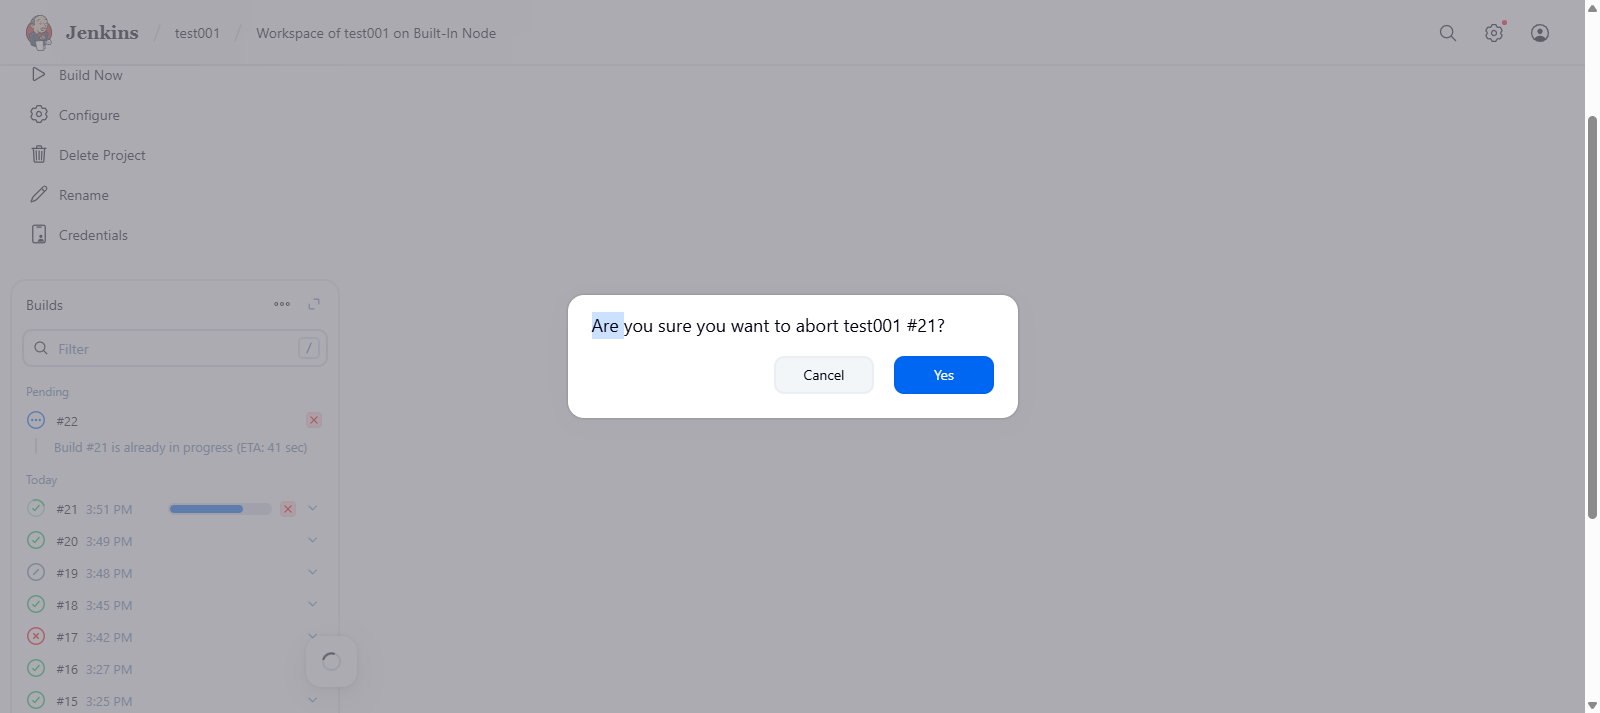 Jenkins / test001 / Workspace of test001 on Built-In Node
Build Now
Configure
Delete Project
Rename
Credentials
Builds
Filter /
Pending
#22
Build #21 is already in progress (ETA: 41 sec)
Today
#21 3:51 PM
#20 3:49 PM
#19 3:48 PM
#18 3:45 PM
#17 3:42 PM
#16 3:27 PM
#15 3:25 PM
Are you sure you want to abort test001 #21?
Cancel Yes